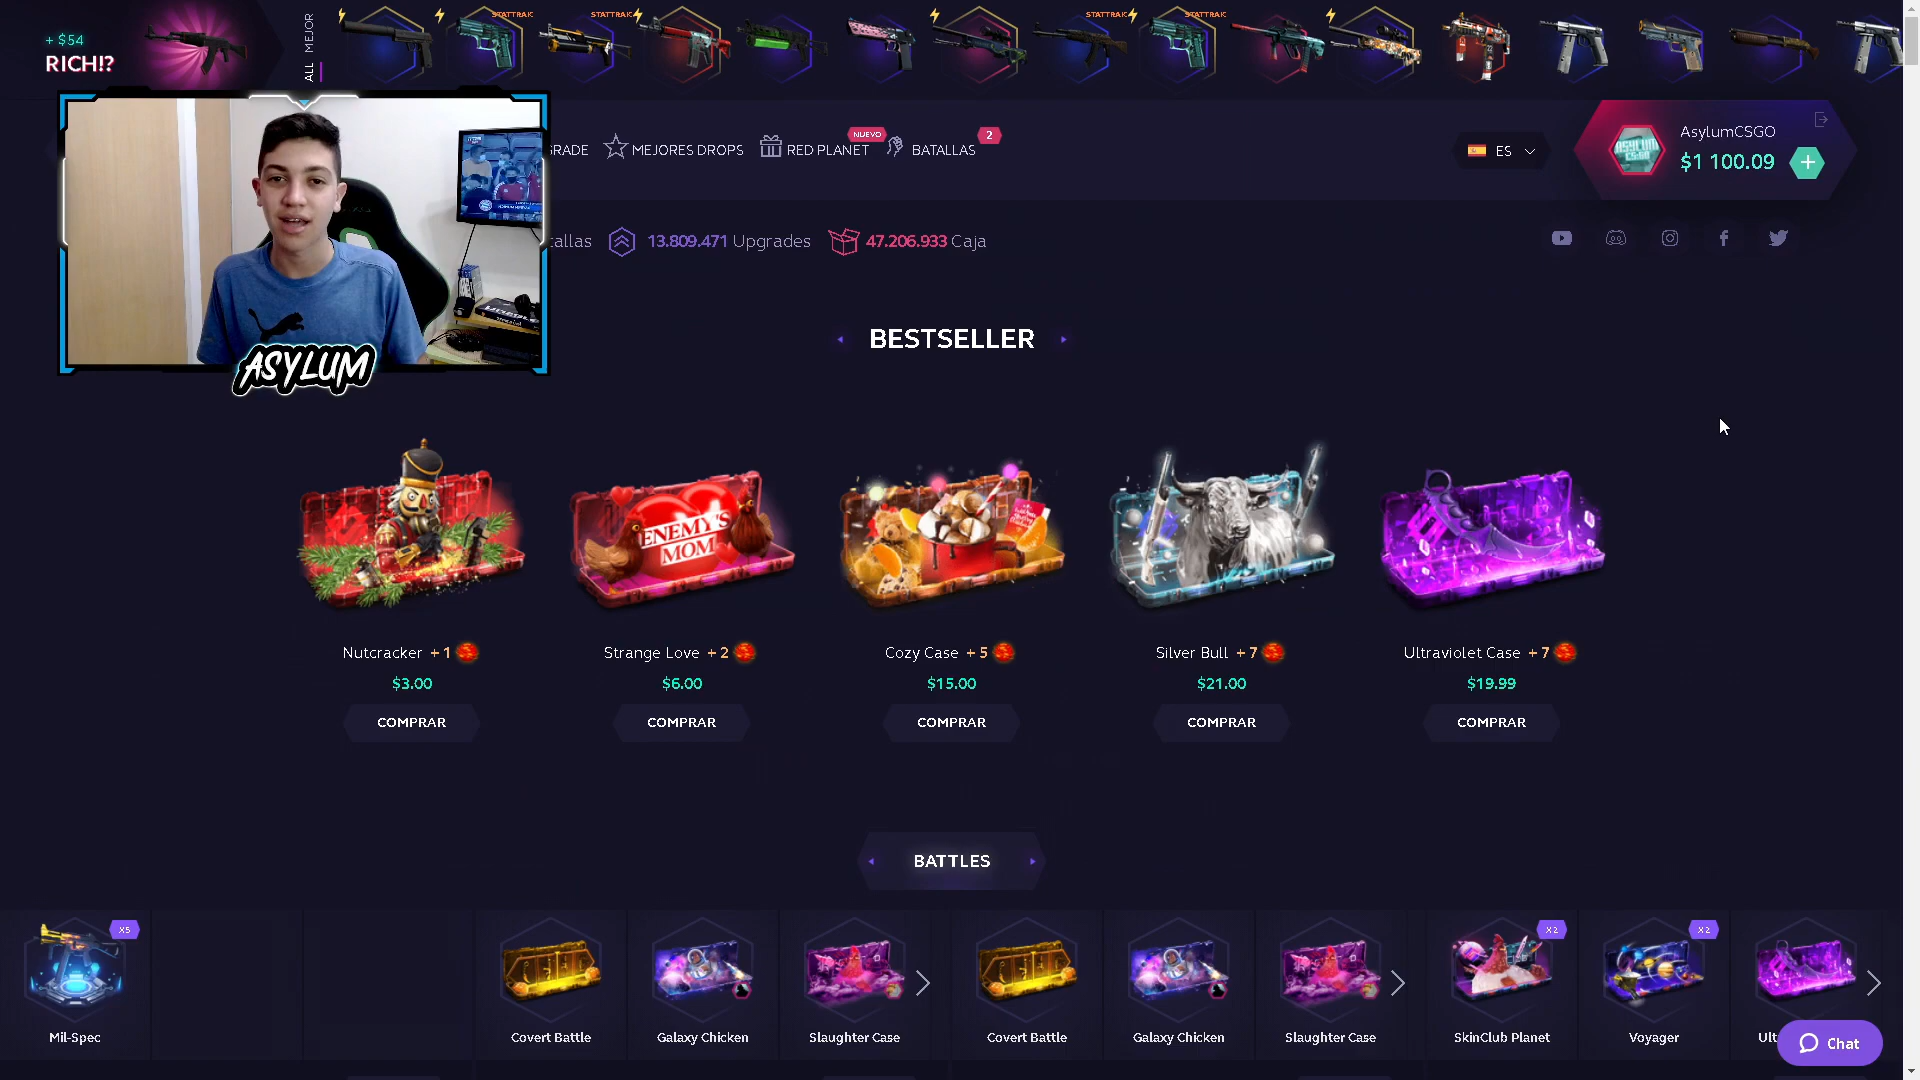 STATTRAK
STATTRAK
STATTRAK
STATTRAK
+ $54
RICH!?
ALL
MEJOR
NUEVO
2
GRADE
MEJORES DROPS
RED PLANET
BATALLAS
ES
AsylumCSGO
$1 100.09
tallas
13.809.471 Upgrades
47.206.933 Caja
ASYLUM
BESTSELLER
ENEMY'S
MOM
Nutcracker + 1
Strange Love + 2
Cozy Case + 5
Silver Bull + 7
Ultraviolet Case + 7
$3.00
$6.00
$15.00
$21.00
$19.99
COMPRAR
COMPRAR
COMPRAR
COMPRAR
COMPRAR
BATTLES
X5
X2
X2
Mil-Spec
Covert Battle
Galaxy Chicken
Slaughter Case
Covert Battle
Galaxy Chicken
Slaughter Case
SkinClub Planet
Voyager
Ult
Chat